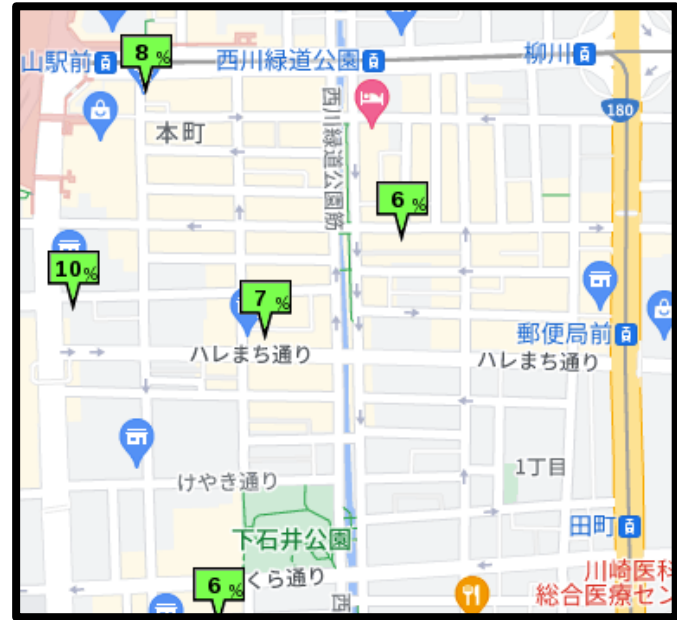 8 %
山駅前
西川緑道公園
柳川
180
本町
西川緑道公園筋
6 %
10 %
7 %
郵便局前
ハレまち通り
ハレまち通り
1丁目
けやき通り
下石井公園
田町
6 %
くら通り
西
川崎医科
総合医療セン